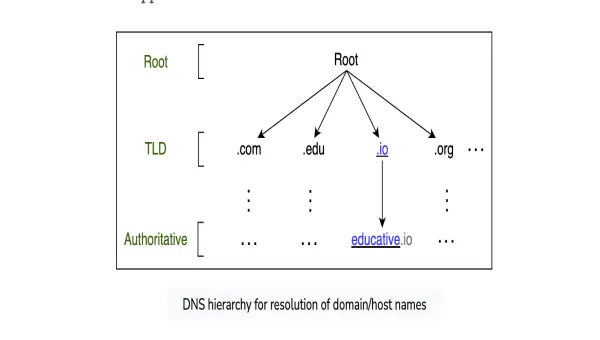 Root Root
TLD .com .edu .io .org ...
Authoritative ... ... educative.io ...
DNS hierarchy for resolution of domain/host names